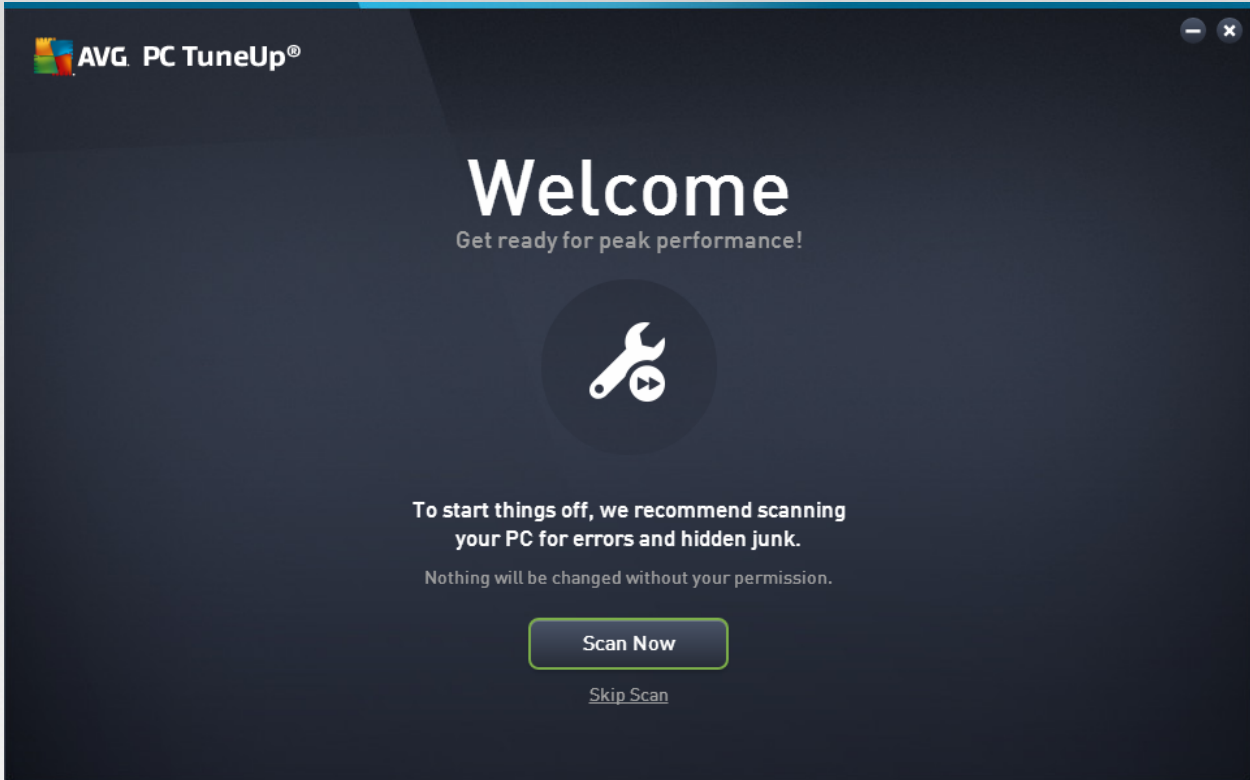 AVG. PC TuneUp®
Welcome
Get ready for peak performance!
To start things off, we recommend scanning
your PC for errors and hidden junk.
Nothing will be changed without your permission.
Scan Now
Skip Scan